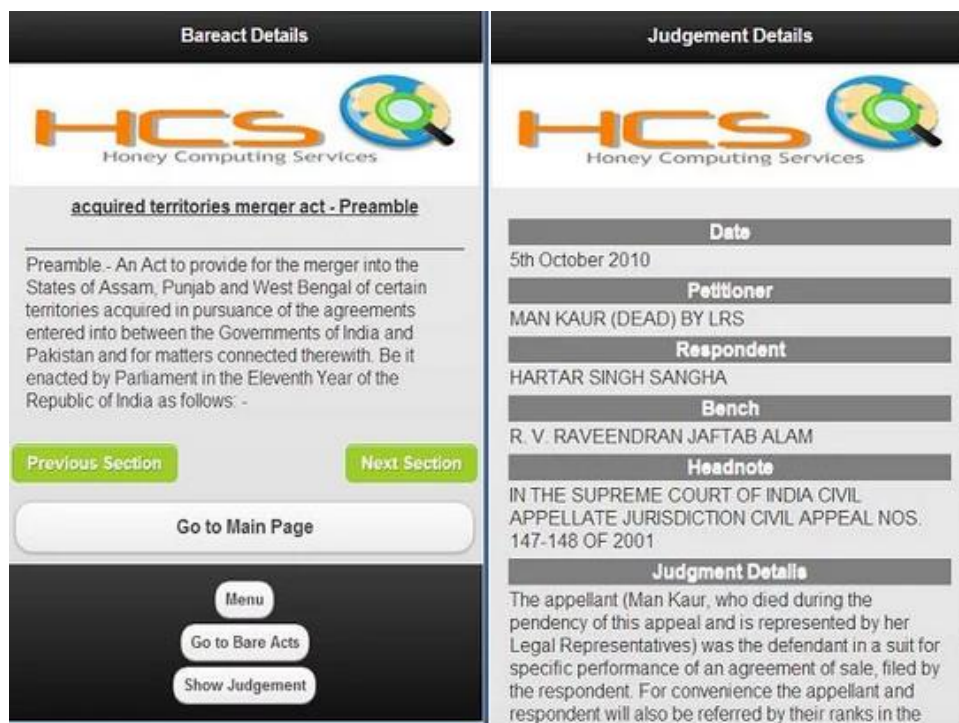 Bareact Details
HCS
Honey Computing Services
acquired territories merger act - Preamble
Preamble.- An Act to provide for the merger into the
States of Assam, Punjab and West Bengal of certain
territories acquired in pursuance of the agreements
entered into between the Governments of India and
Pakistan and for matters connected therewith. Be it
enacted by Parliament in the Eleventh Year of the
Republic of India as follows: -
Previous Section
Next Section
Go to Main Page
Menu
Go to Bare Acts
Show Judgement
Judgement Details
HCS
Honey Computing Services
Date
5th October 2010
Petitioner
MAN KAUR (DEAD) BY LRS
Respondent
HARTAR SINGH SANGHA
Bench
R. V. RAVEENDRAN JAFTAB ALAM
Headnote
IN THE SUPREME COURT OF INDIA CIVIL
APPELLATE JURISDICTION CIVIL APPEAL NOS.
147-148 OF 2001
Judgment Details
The appellant (Man Kaur, who died during the
pendency of this appeal and is represented by her
Legal Representatives) was the defendant in a suit for
specific performance of an agreement of sale, filed by
the respondent. For convenience the appellant and
respondent will also be referred by their ranks in the